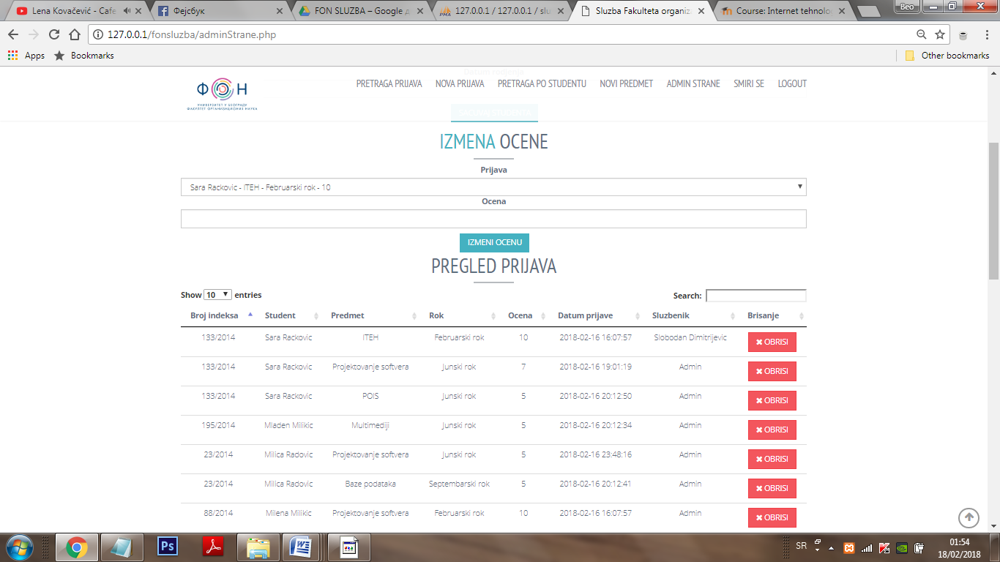 Lena Kovačević - Cafe
Фејсбук
FON SLUZBA – Google д
127.0.0.1 / 127.0.0.1 / slu
Sluzba Fakulteta organiza
Course: Internet tehnolog
Beo
127.0.0.1/fonsluzba/adminStrane.php
Apps
Bookmarks
Other bookmarks
Ф Н
УНИВЕРЗИТЕТ У БЕОГРАДУ
ФАКУЛТЕТ ОРГАНИЗАЦИОНИХ НАУКА
PRETRAGA PRIJAVA NOVA PRIJAVA PRETRAGA PO STUDENTU NOVI PREDMET ADMIN STRANE SMIRI SE LOGOUT
IZMENA OCENE
Prijava
Sara Rackovic - ITEH - Februarski rok - 10
Ocena
IZMENI OCENU
PREGLED PRIJAVA
Show 10 entries
Search:
Broj indeksa Student Predmet Rok Ocena Datum prijave Sluzbenik Brisanje
133/2014 Sara Rackovic ITEH Februarski rok 10 2018-02-16 16:07:57 Slobodan Dimitrijevic OBRISI
133/2014 Sara Rackovic Projektovanje softvera Junski rok 7 2018-02-16 19:01:19 Admin OBRISI
133/2014 Sara Rackovic POIS Junski rok 5 2018-02-16 20:12:50 Admin OBRISI
195/2014 Mladen Milikic Multimediji Junski rok 5 2018-02-16 20:12:34 Admin OBRISI
23/2014 Milica Radovic Projektovanje softvera Junski rok 5 2018-02-16 23:48:16 Admin OBRISI
23/2014 Milica Radovic Baze podataka Septembarski rok 5 2018-02-16 20:12:41 Admin OBRISI
88/2014 Milena Milikic Projektovanje softvera Februarski rok 10 2018-02-16 16:07:57 Admin OBRISI
Ps
W
SR
01:54
18/02/2018